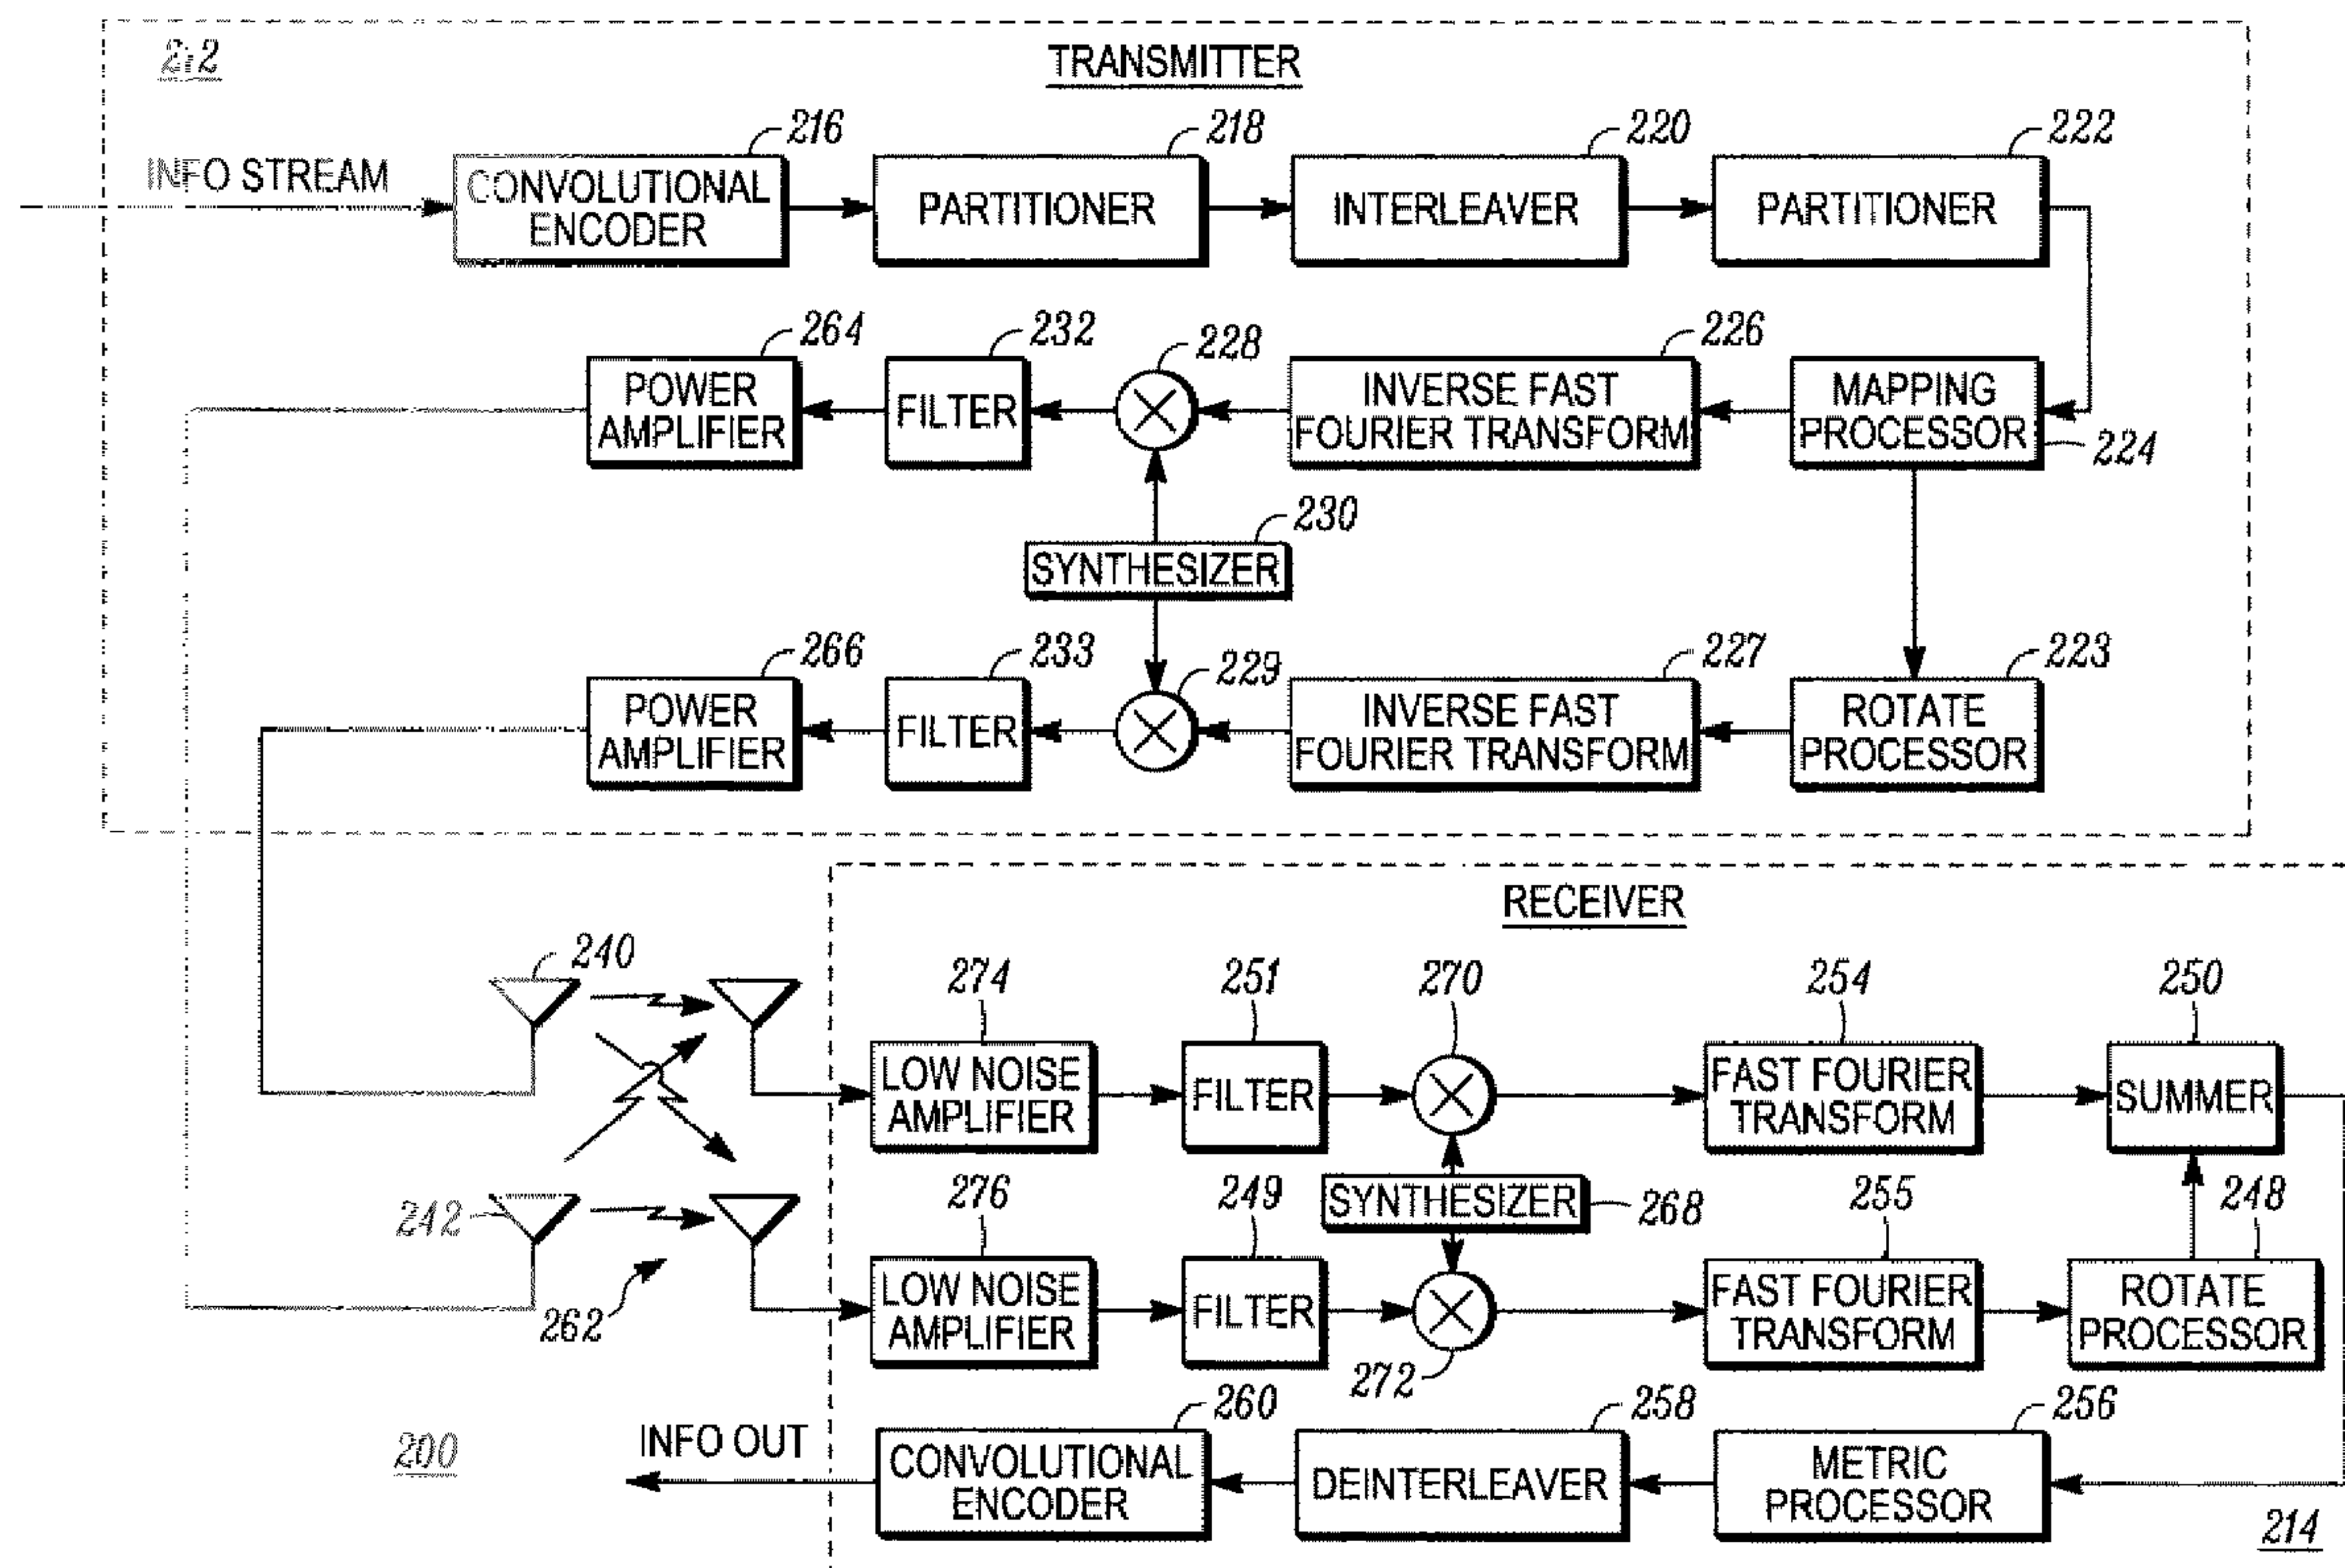 212
TRANSMITTER
216
218
220
222
INFO STREAM
CONVOLUTIONAL
ENCODER
PARTITIONER
INTERLEAVER
PARTITIONER
264
232
228
226
POWER
AMPLIFIER
FILTER
INVERSE FAST
FOURIER TRANSFORM
MAPPING
PROCESSOR
224
230
SYNTHESIZER
266
233
229
227
223
POWER
AMPLIFIER
FILTER
INVERSE FAST
FOURIER TRANSFORM
ROTATE
PROCESSOR
RECEIVER
240
274
251
270
254
250
LOW NOISE
AMPLIFIER
FILTER
FAST FOURIER
TRANSFORM
SUMMER
242
276
249
SYNTHESIZER
268
255
248
262
LOW NOISE
AMPLIFIER
FILTER
272
FAST FOURIER
TRANSFORM
ROTATE
PROCESSOR
200
INFO OUT
260
258
256
CONVOLUTIONAL
ENCODER
DEINTERLEAVER
METRIC
PROCESSOR
214